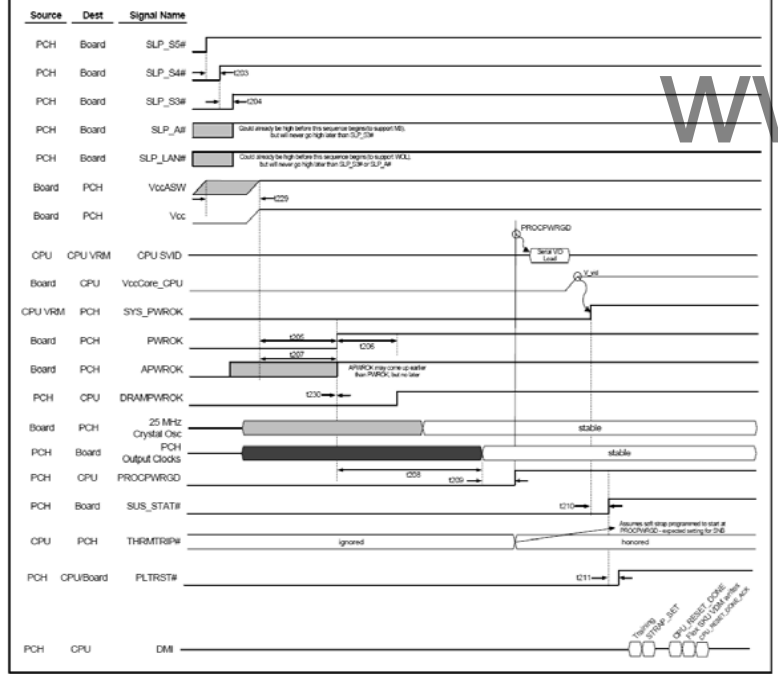 Source Dest Signal Name
PCH Board SLP_S5#
PCH Board SLP_S4# t203
PCH Board SLP_S3# t204
PCH Board SLP_A# Could already be high before this sequence begins(to support M3),
but will never go high later than SLP_S3#
PCH Board SLP_LAN# Could already be high before this sequence begins(to support WOL),
but will never go high later than SLP_S3# or SLP_A#
Board PCH VccASW
t229
Board PCH Vcc
PROCPWRGD
CPU CPU VRM CPU SVID Serial VID
Load
Board CPU VccCore_CPU V_vid
CPU VRM PCH SYS_PWROK
Board PCH PWROK t205 t206
t207
Board PCH APWROK APWROK may come up earlier
than PWROK, but no later
PCH CPU DRAMPWROK t230
Board PCH 25 MHz
Crystal Osc stable
PCH Board PCH
Output Clocks stable
t208
PCH CPU PROCPWRGD t209
PCH Board SUS_STAT# t210
Assumes soft strap programmed to start at
PROCPWRGD - expected setting for SNB
CPU PCH THRMTRIP# ignored honored
PCH CPU/Board PLTRST# t211
Training
STRAP_SET
CPU_RESET_DONE
Flex SKU VDM writes
CPU_RESET_DONE_ACK
PCH CPU DMI